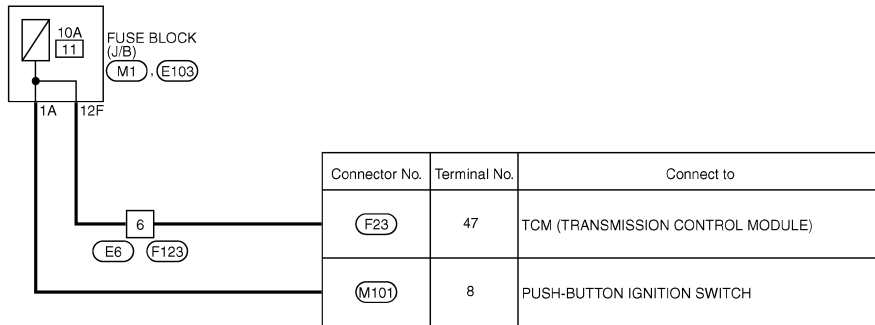 10A
11
FUSE BLOCK
(J/B)
M1 , E103
1A 12F
Connector No. Terminal No. Connect to
F23 47 TCM (TRANSMISSION CONTROL MODULE)
6
E6 F123
M101 8 PUSH-BUTTON IGNITION SWITCH